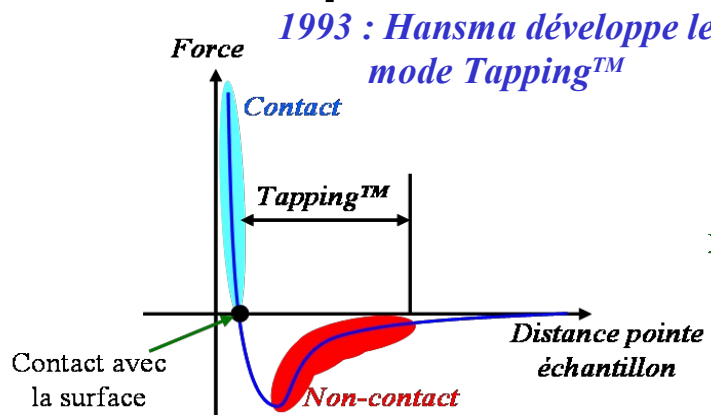 1993 : Hansma développe le
mode Tapping™
Force
Contact
Tapping™
Distance pointe
échantillon
Contact avec
la surface
Non-contact